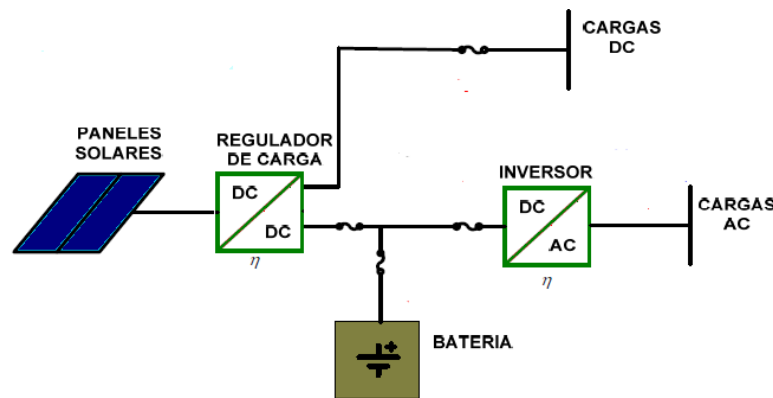 CARGAS
DC
PANELES
SOLARES
REGULADOR
DE CARGA
DC
DC
η
INVERSOR
DC
AC
η
CARGAS
AC
BATERIA
+